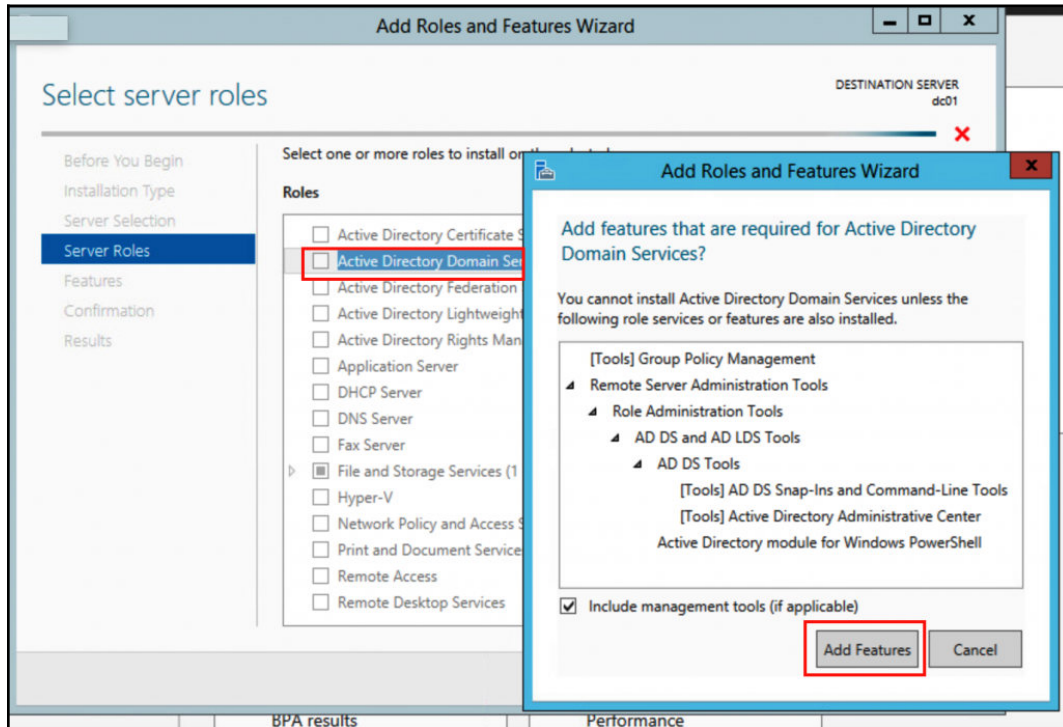 Add Roles and Features Wizard
Select server roles
DESTINATION SERVER
dc01
Before You Begin
Installation Type
Server Selection
Server Roles
Features
Confirmation
Results
Select one or more roles to install on
Roles
Active Directory Certificate S
Active Directory Domain Ser
Active Directory Federation
Active Directory Lightweight
Active Directory Rights Man
Application Server
DHCP Server
DNS Server
Fax Server
File and Storage Services (1
Hyper-V
Network Policy and Access S
Print and Document Service
Remote Access
Remote Desktop Services
Add Roles and Features Wizard
Add features that are required for Active Directory
Domain Services?
You cannot install Active Directory Domain Services unless the
following role services or features are also installed.
[Tools] Group Policy Management
Remote Server Administration Tools
Role Administration Tools
AD DS and AD LDS Tools
AD DS Tools
[Tools] AD DS Snap-Ins and Command-Line Tools
[Tools] Active Directory Administrative Center
Active Directory module for Windows PowerShell
Include management tools (if applicable)
Add Features
Cancel
BPA results
Performance